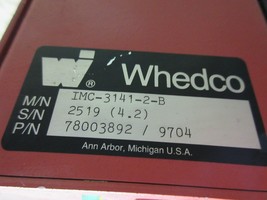 Whedco
M/N IMC-3141-2-B
S/N 2519 (4.2)
P/N 78003892 / 9704
Ann Arbor, Michigan U.S.A.